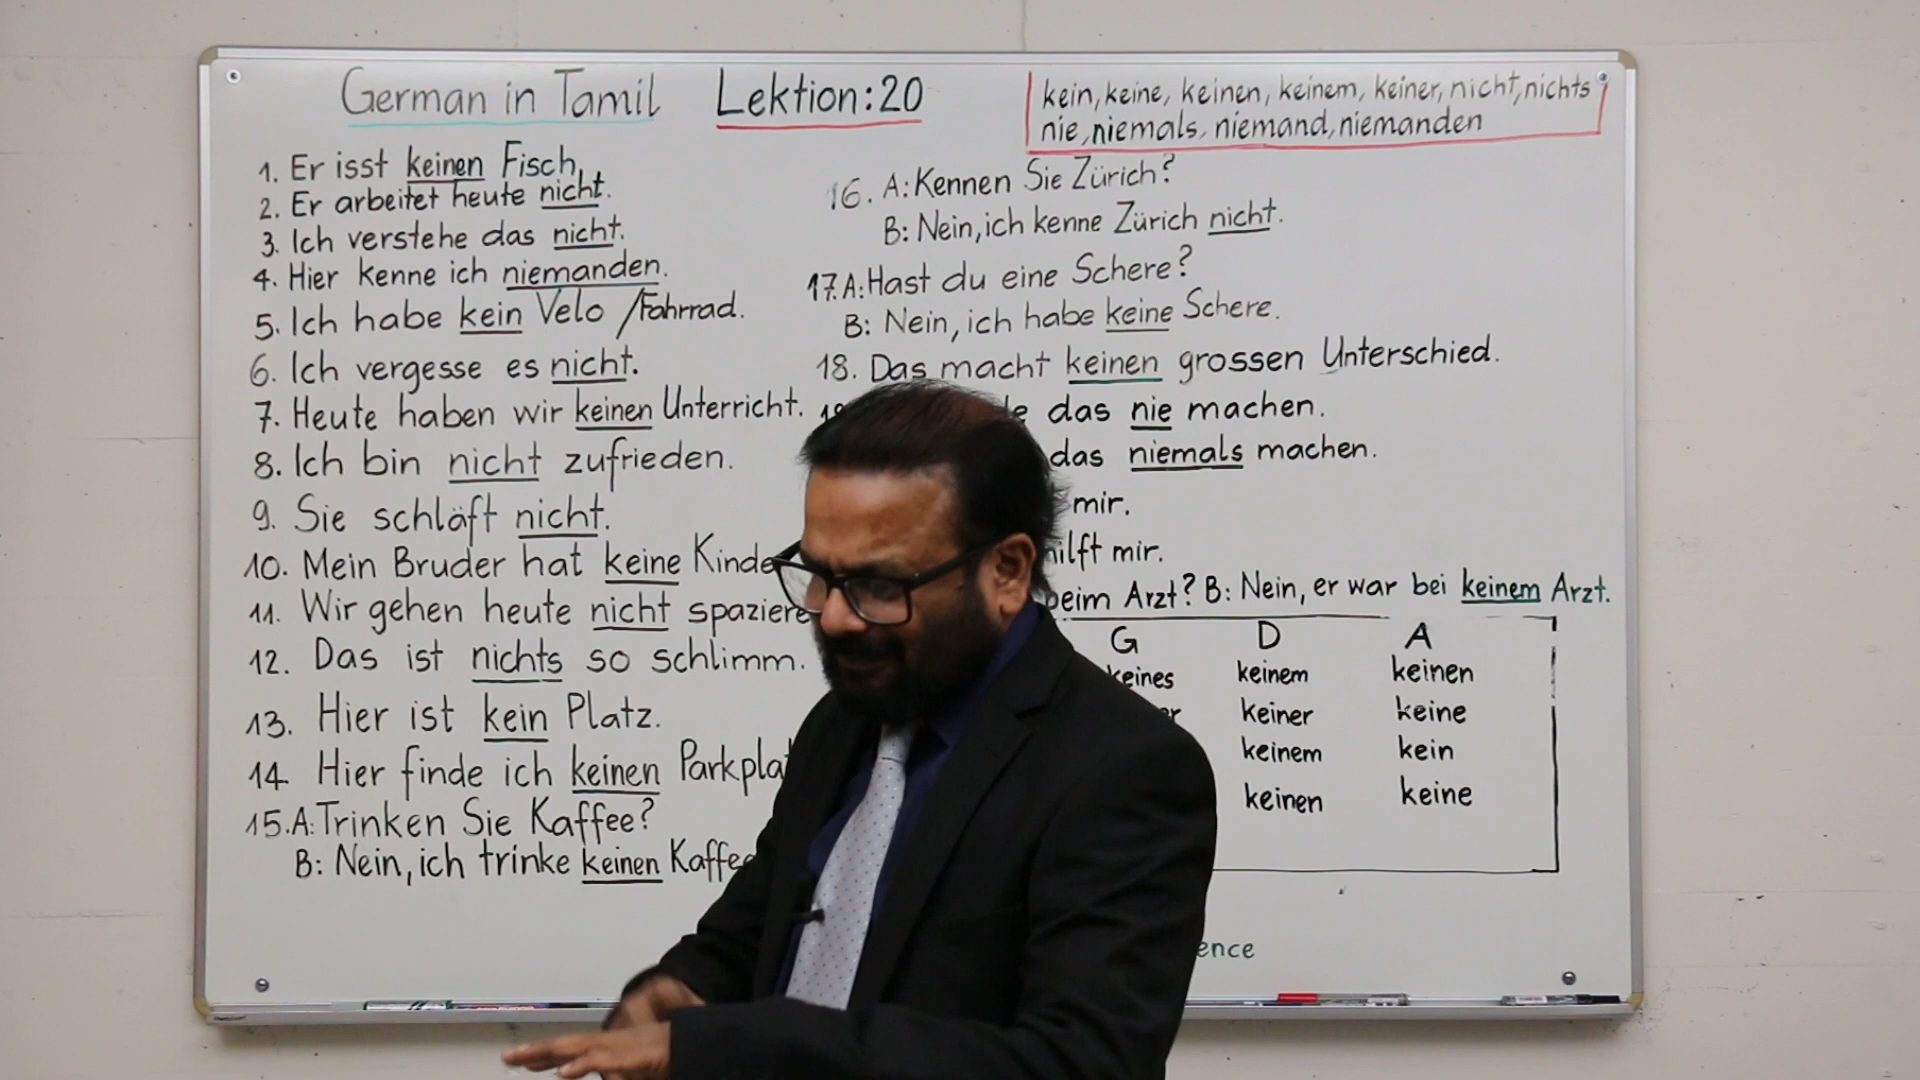 German in Tamil Lektion:20
kein, keine, keinen, keinem, keiner, nicht, nichts
nie, niemals, niemand, niemanden
1. Er isst keinen Fisch.
2. Er arbeitet heute nicht.
3. Ich verstehe das nicht.
4. Hier kenne ich niemanden.
5. Ich habe kein Velo / Fahrrad.
6. Ich vergesse es nicht.
7. Heute haben wir keinen Unterricht.
8. Ich bin nicht zufrieden.
9. Sie schläft nicht.
10. Mein Bruder hat keine
11. Wir gehen heute nicht
12. Das ist nichts so schlimm.
13. Hier ist kein Platz.
14 Hier finde ich keinen
15. A: Trinken Sie Kaffee?
B: Nein, ich trinke keinen
16. A: Kennen Sie Zürich?
B: Nein, ich kenne Zürich nicht.
17. A: Hast du eine Schere?
B: Nein, ich habe keine Schere.
18. Das macht keinen grossen Unterschied.
das nie machen.
das niemals machen.
mir.
hilft mir.
beim Arzt? B: Nein, er war bei keinem Arzt.
G D A
keines keinem keinen
keiner keine
keinem kein
keinen keine